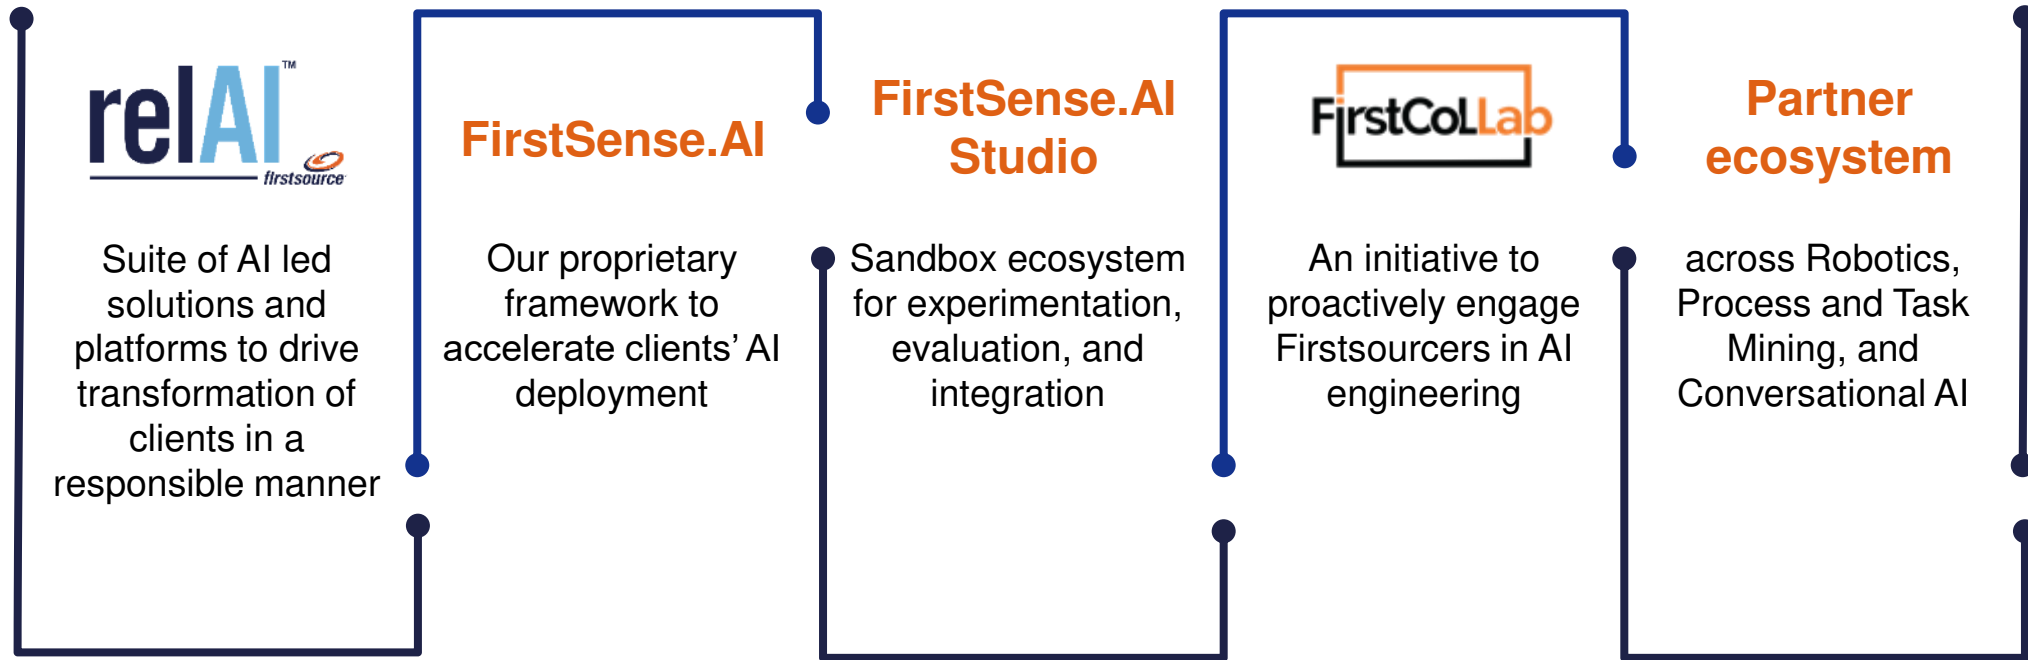 relAI™
firstsource
Suite of AI led
solutions and
platforms to drive
transformation of
clients in a
responsible manner
FirstSense.AI
Our proprietary
framework to
accelerate clients’ AI
deployment
FirstSense.AI
Studio
Sandbox ecosystem
for experimentation,
evaluation, and
integration
FirstCoLLab
An initiative to
proactively engage
Firstsourcers in AI
engineering
Partner
ecosystem
across Robotics,
Process and Task
Mining, and
Conversational AI